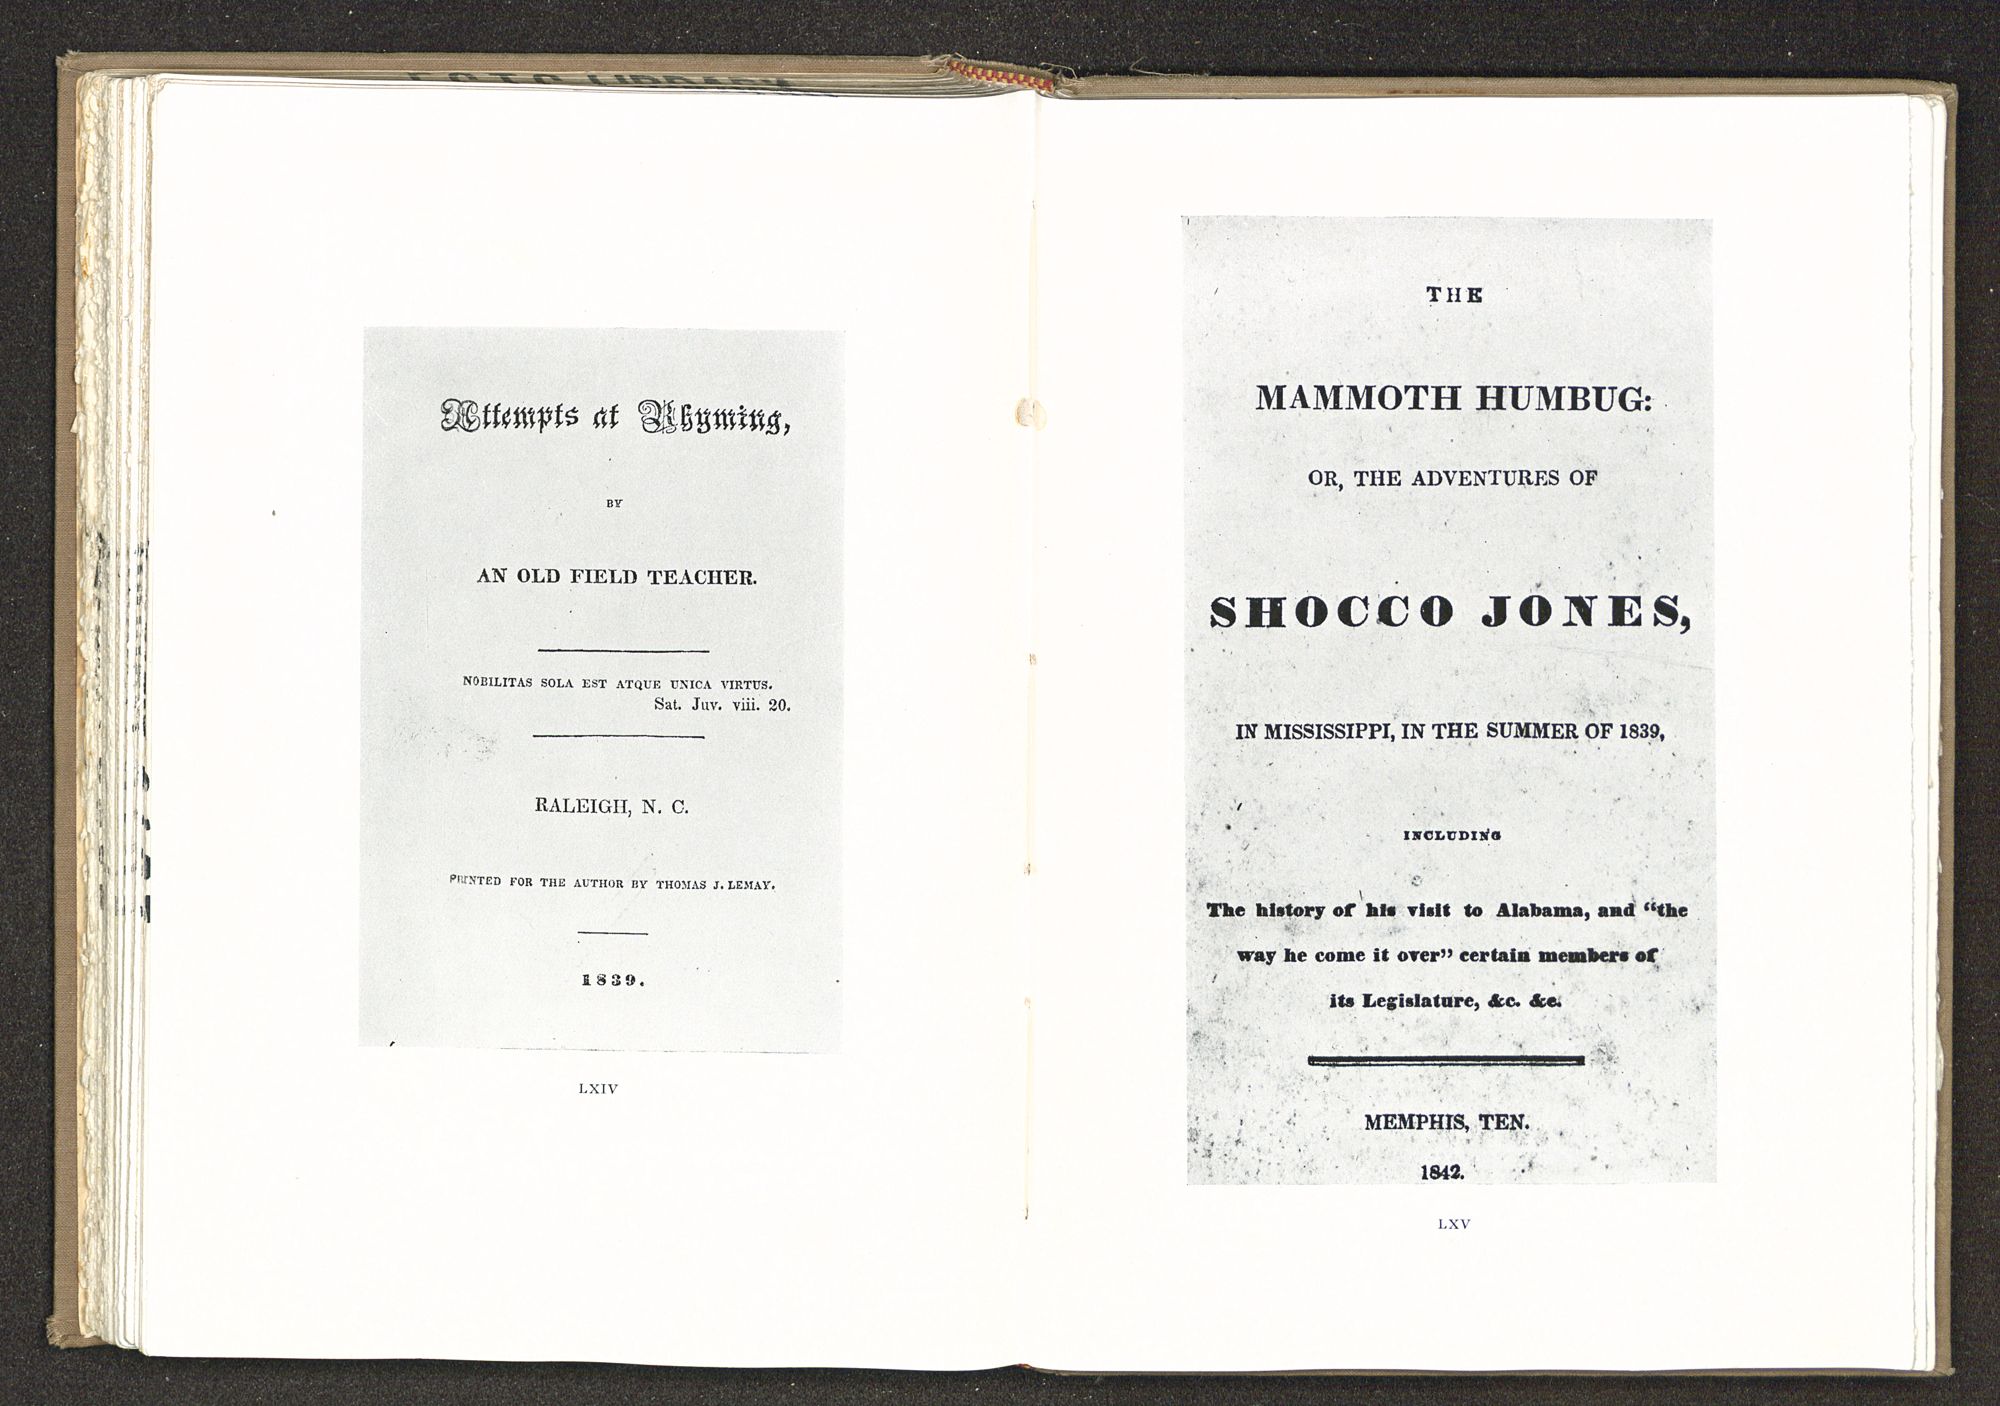 E.C.T.C. LIBRARY
Attempts at Rhyming,
BY
AN OLD FIELD TEACHER.
NOBILITAS SOLA EST ATQUE UNICA VIRTUS.
Sat. Juv. viii. 20.
RALEIGH, N. C.
PRINTED FOR THE AUTHOR BY THOMAS J. LEMAY.
1839.
LXIV
THE
MAMMOTH HUMBUG:
OR, THE ADVENTURES OF
SHOCCO JONES,
IN MISSISSIPPI, IN THE SUMMER OF 1839,
INCLUDING
The history of his visit to Alabama, and “the
way he come it over” certain members of
its Legislature, &c. &c.
MEMPHIS, TEN.
1842.
LXV